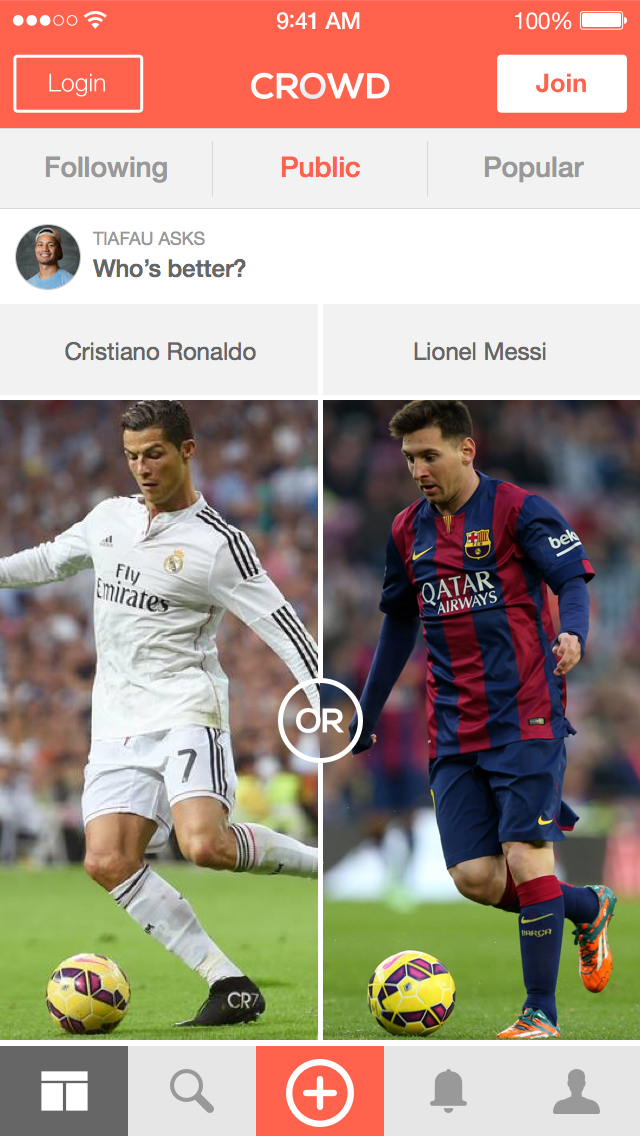 9:41 AM 100%
Login CROWD Join
Following Public Popular
TIAFAU ASKS
Who's better?
Cristiano Ronaldo Lionel Messi
Fly
Emirates
beko
QATAR
AIRWAYS
OR
7
BARÇA
CR7